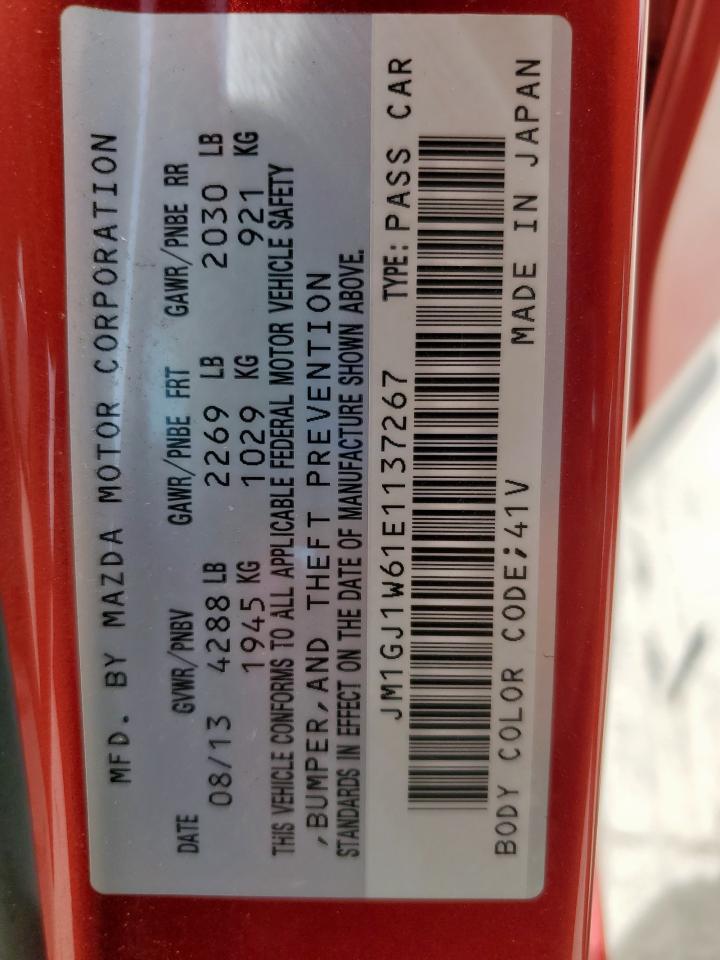 MFD. BY MAZDA MOTOR CORPORATION
DATE GVWR/PNBV GAWR/PNBE FRT GAWR/PNBE RR
08/13 4288 LB 2269 LB 2030 LB
1945 KG 1029 KG 921 KG
THIS VEHICLE CONFORMS TO ALL APPLICABLE FEDERAL MOTOR VEHICLE SAFETY
,BUMPER,AND THEFT PREVENTION
STANDARDS IN EFFECT ON THE DATE OF MANUFACTURE SHOWN ABOVE.
JM1GJ1W61E1137267 TYPE: PASS CAR
BODY COLOR CODE;41V MADE IN JAPAN